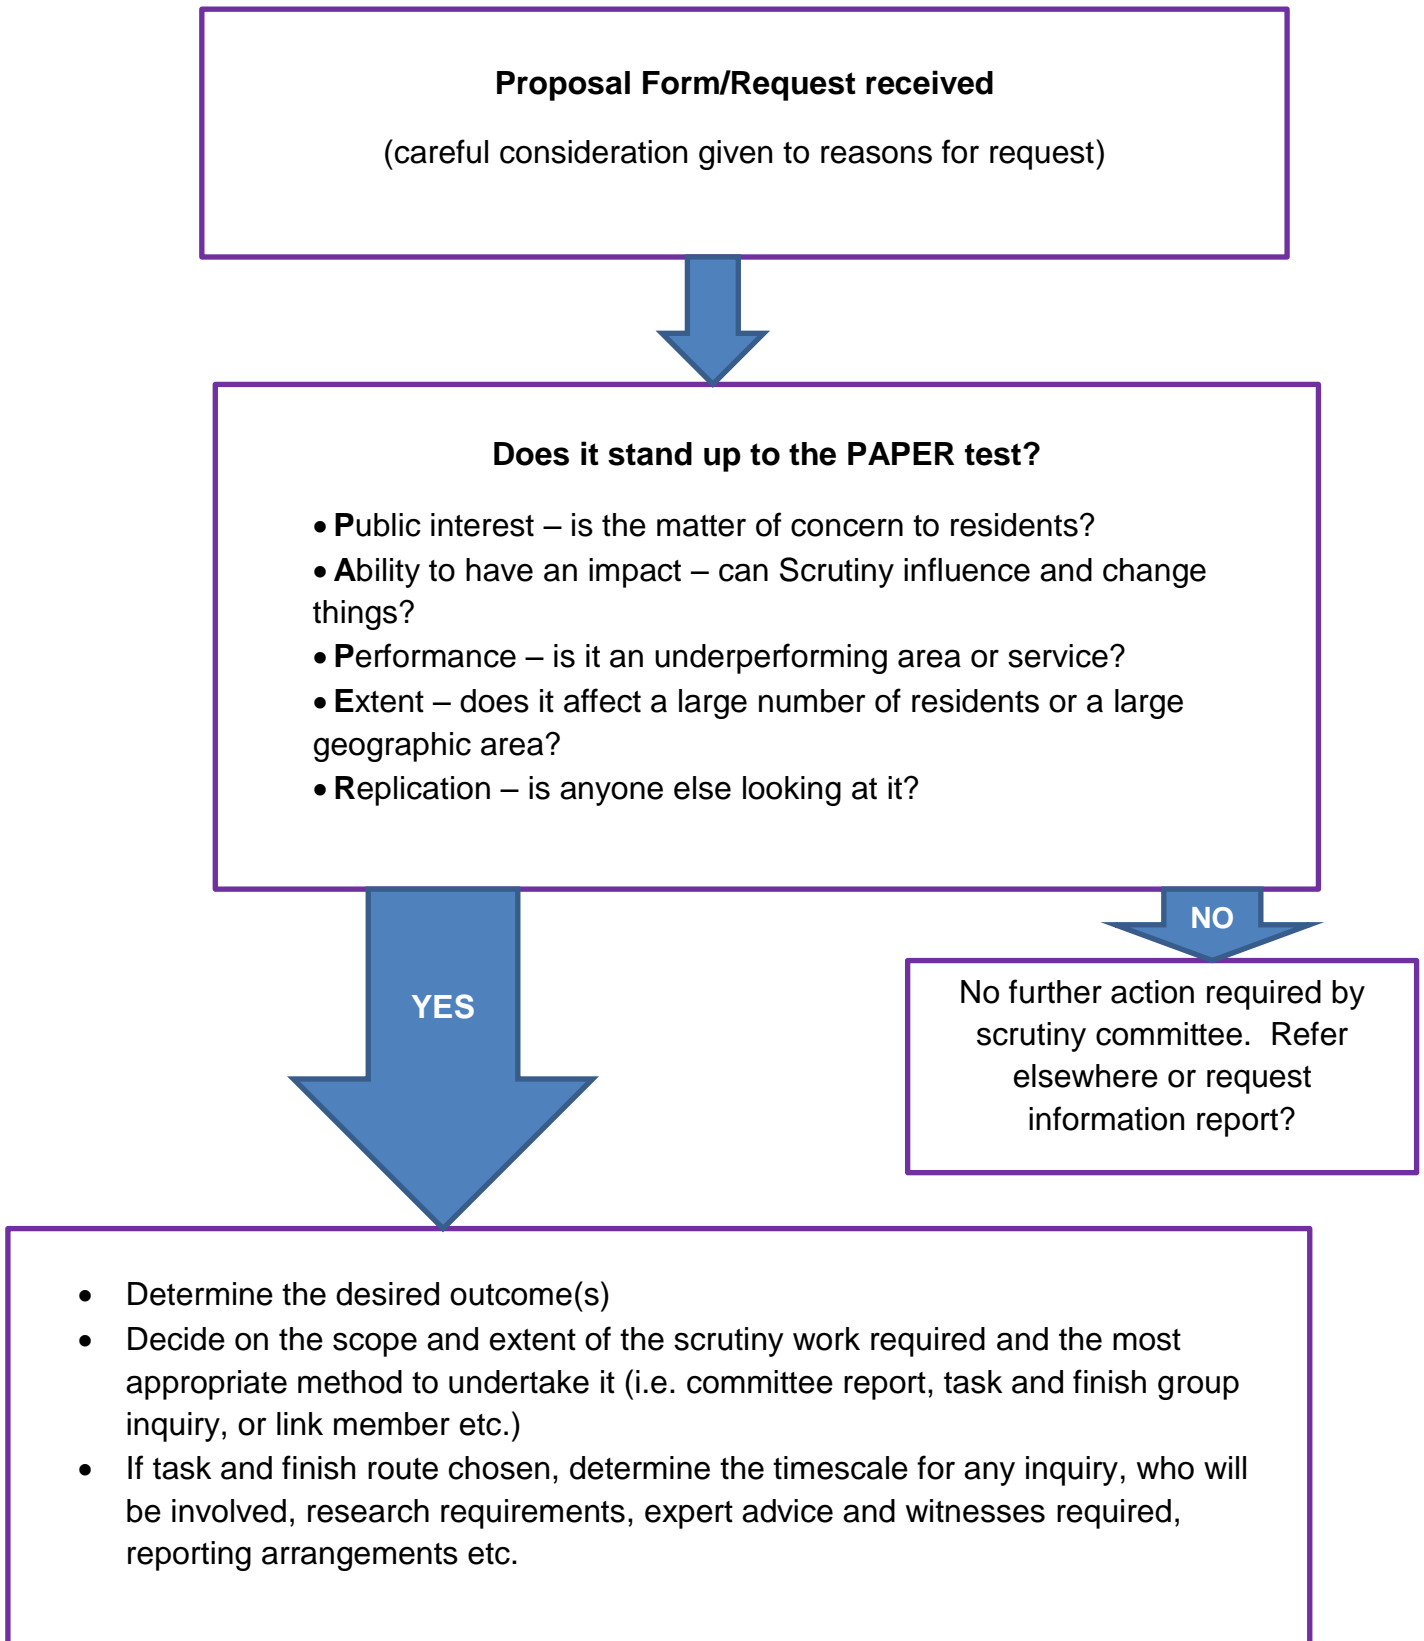 Proposal Form/Request received
(careful consideration given to reasons for request)
Does it stand up to the PAPER test?
• Public interest – is the matter of concern to residents?
• Ability to have an impact – can Scrutiny influence and change
things?
• Performance – is it an underperforming area or service?
• Extent – does it affect a large number of residents or a large
geographic area?
• Replication – is anyone else looking at it?
NO
YES
No further action required by
scrutiny committee.  Refer
elsewhere or request
information report?
• Determine the desired outcome(s)
• Decide on the scope and extent of the scrutiny work required and the most
appropriate method to undertake it (i.e. committee report, task and finish group
inquiry, or link member etc.)
• If task and finish route chosen, determine the timescale for any inquiry, who will
be involved, research requirements, expert advice and witnesses required,
reporting arrangements etc.